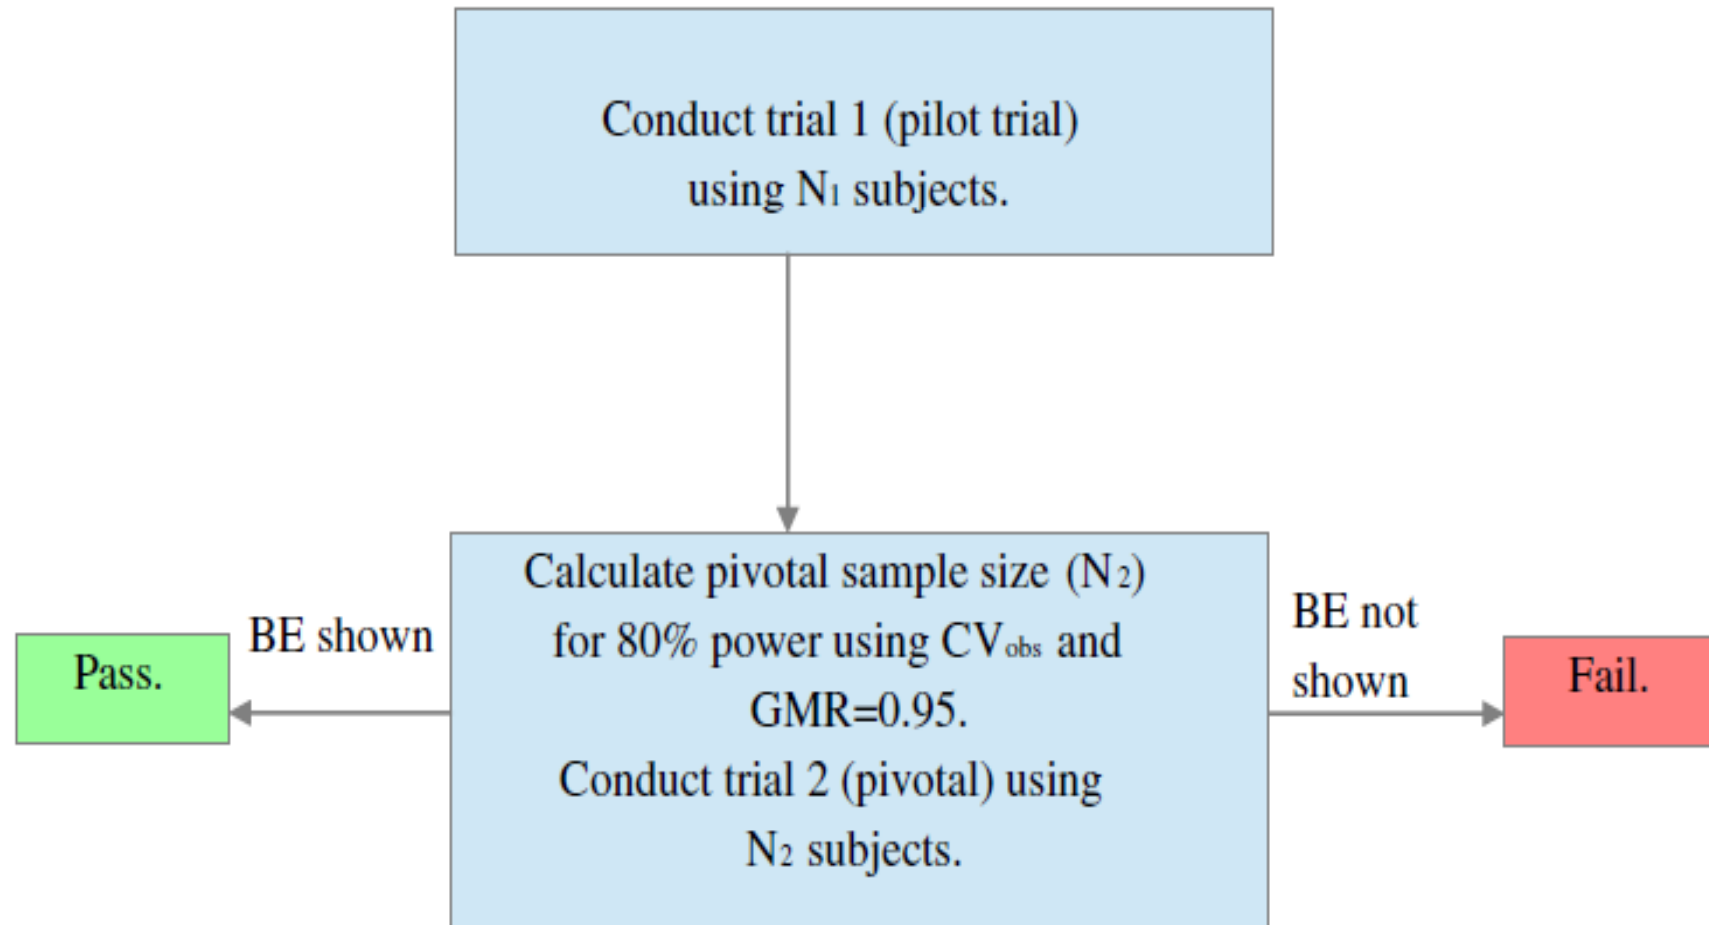 Conduct trial 1 (pilot trial)
using N₁ subjects.
Calculate pivotal sample size (N₂)
for 80% power using CVobs and
GMR=0.95.
Conduct trial 2 (pivotal) using
N₂ subjects.
BE shown
Pass.
BE not
shown
Fail.